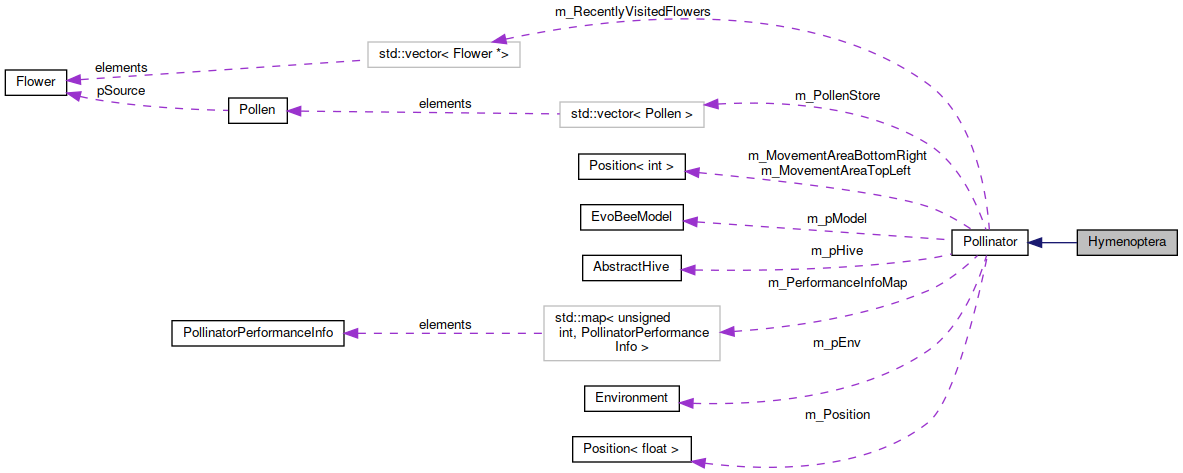 m_RecentlyVisitedFlowers
std::vector< Flower *>
elements
Flower
pSource
m_PollenStore
elements
Pollen
std::vector< Pollen >
m_MovementAreaBottomRight
m_MovementAreaTopLeft
Position< int >
EvoBeeModel
m_pModel
Pollinator
Hymenoptera
m_pHive
AbstractHive
m_PerformanceInfoMap
std::map< unsigned
int, PollinatorPerformance
Info >
elements
PollinatorPerformanceInfo
m_pEnv
Environment
m_Position
Position< float >